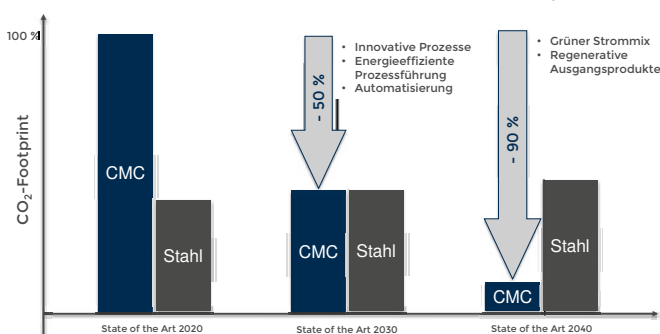 100 %
CO₂-Footprint
CMC
Stahl
State of the Art 2020
- 50 %
• Innovative Prozesse
• Energieeffiziente
Prozessführung
• Automatisierung
CMC
Stahl
State of the Art 2030
- 90 %
• Grüner Strommix
• Regenerative
Ausgangsprodukte
CMC
Stahl
State of the Art 2040